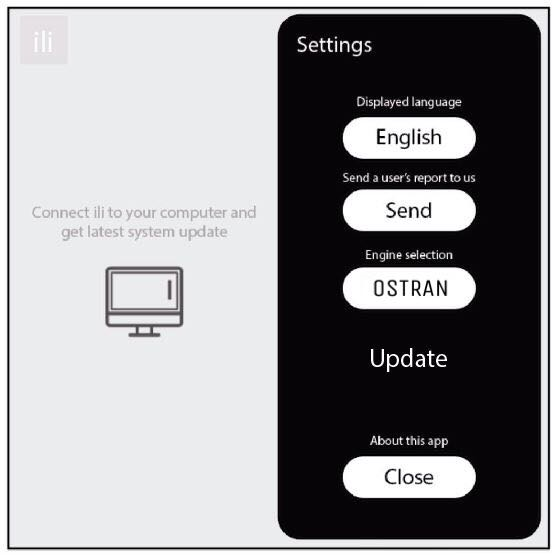 ili
Connect ili to your computer and
get latest system update
Settings
Displayed language
English
Send a user's report to us
Send
Engine selection
OSTRAN
Update
About this app
Close